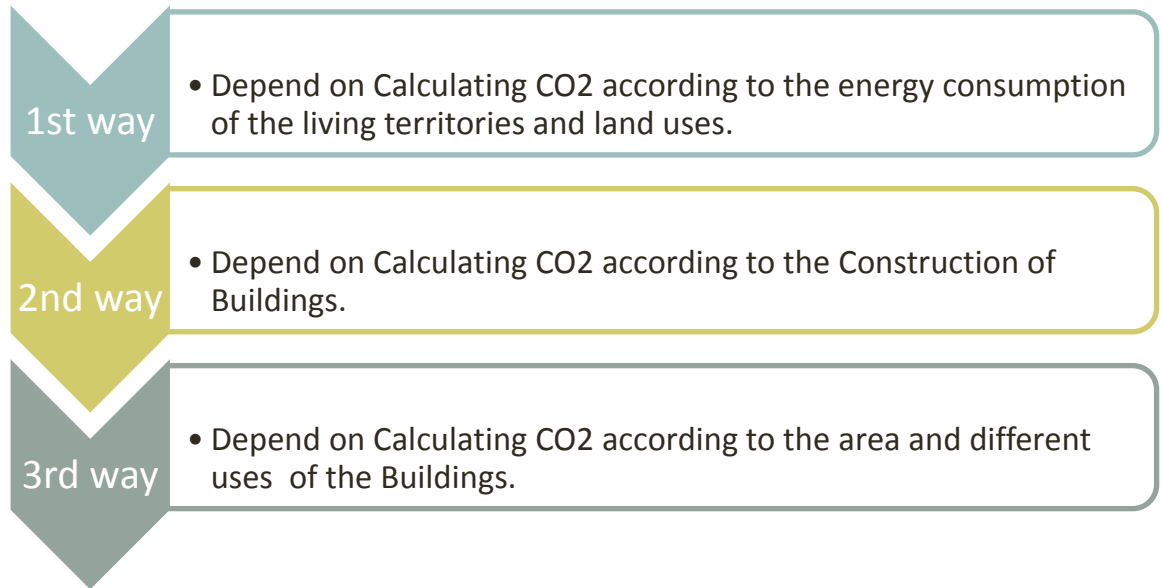 1st way
• Depend on Calculating CO2 according to the energy consumption
of the living territories and land uses.
2nd way
• Depend on Calculating CO2 according to the Construction of
Buildings.
3rd way
• Depend on Calculating CO2 according to the area and different
uses  of the Buildings.